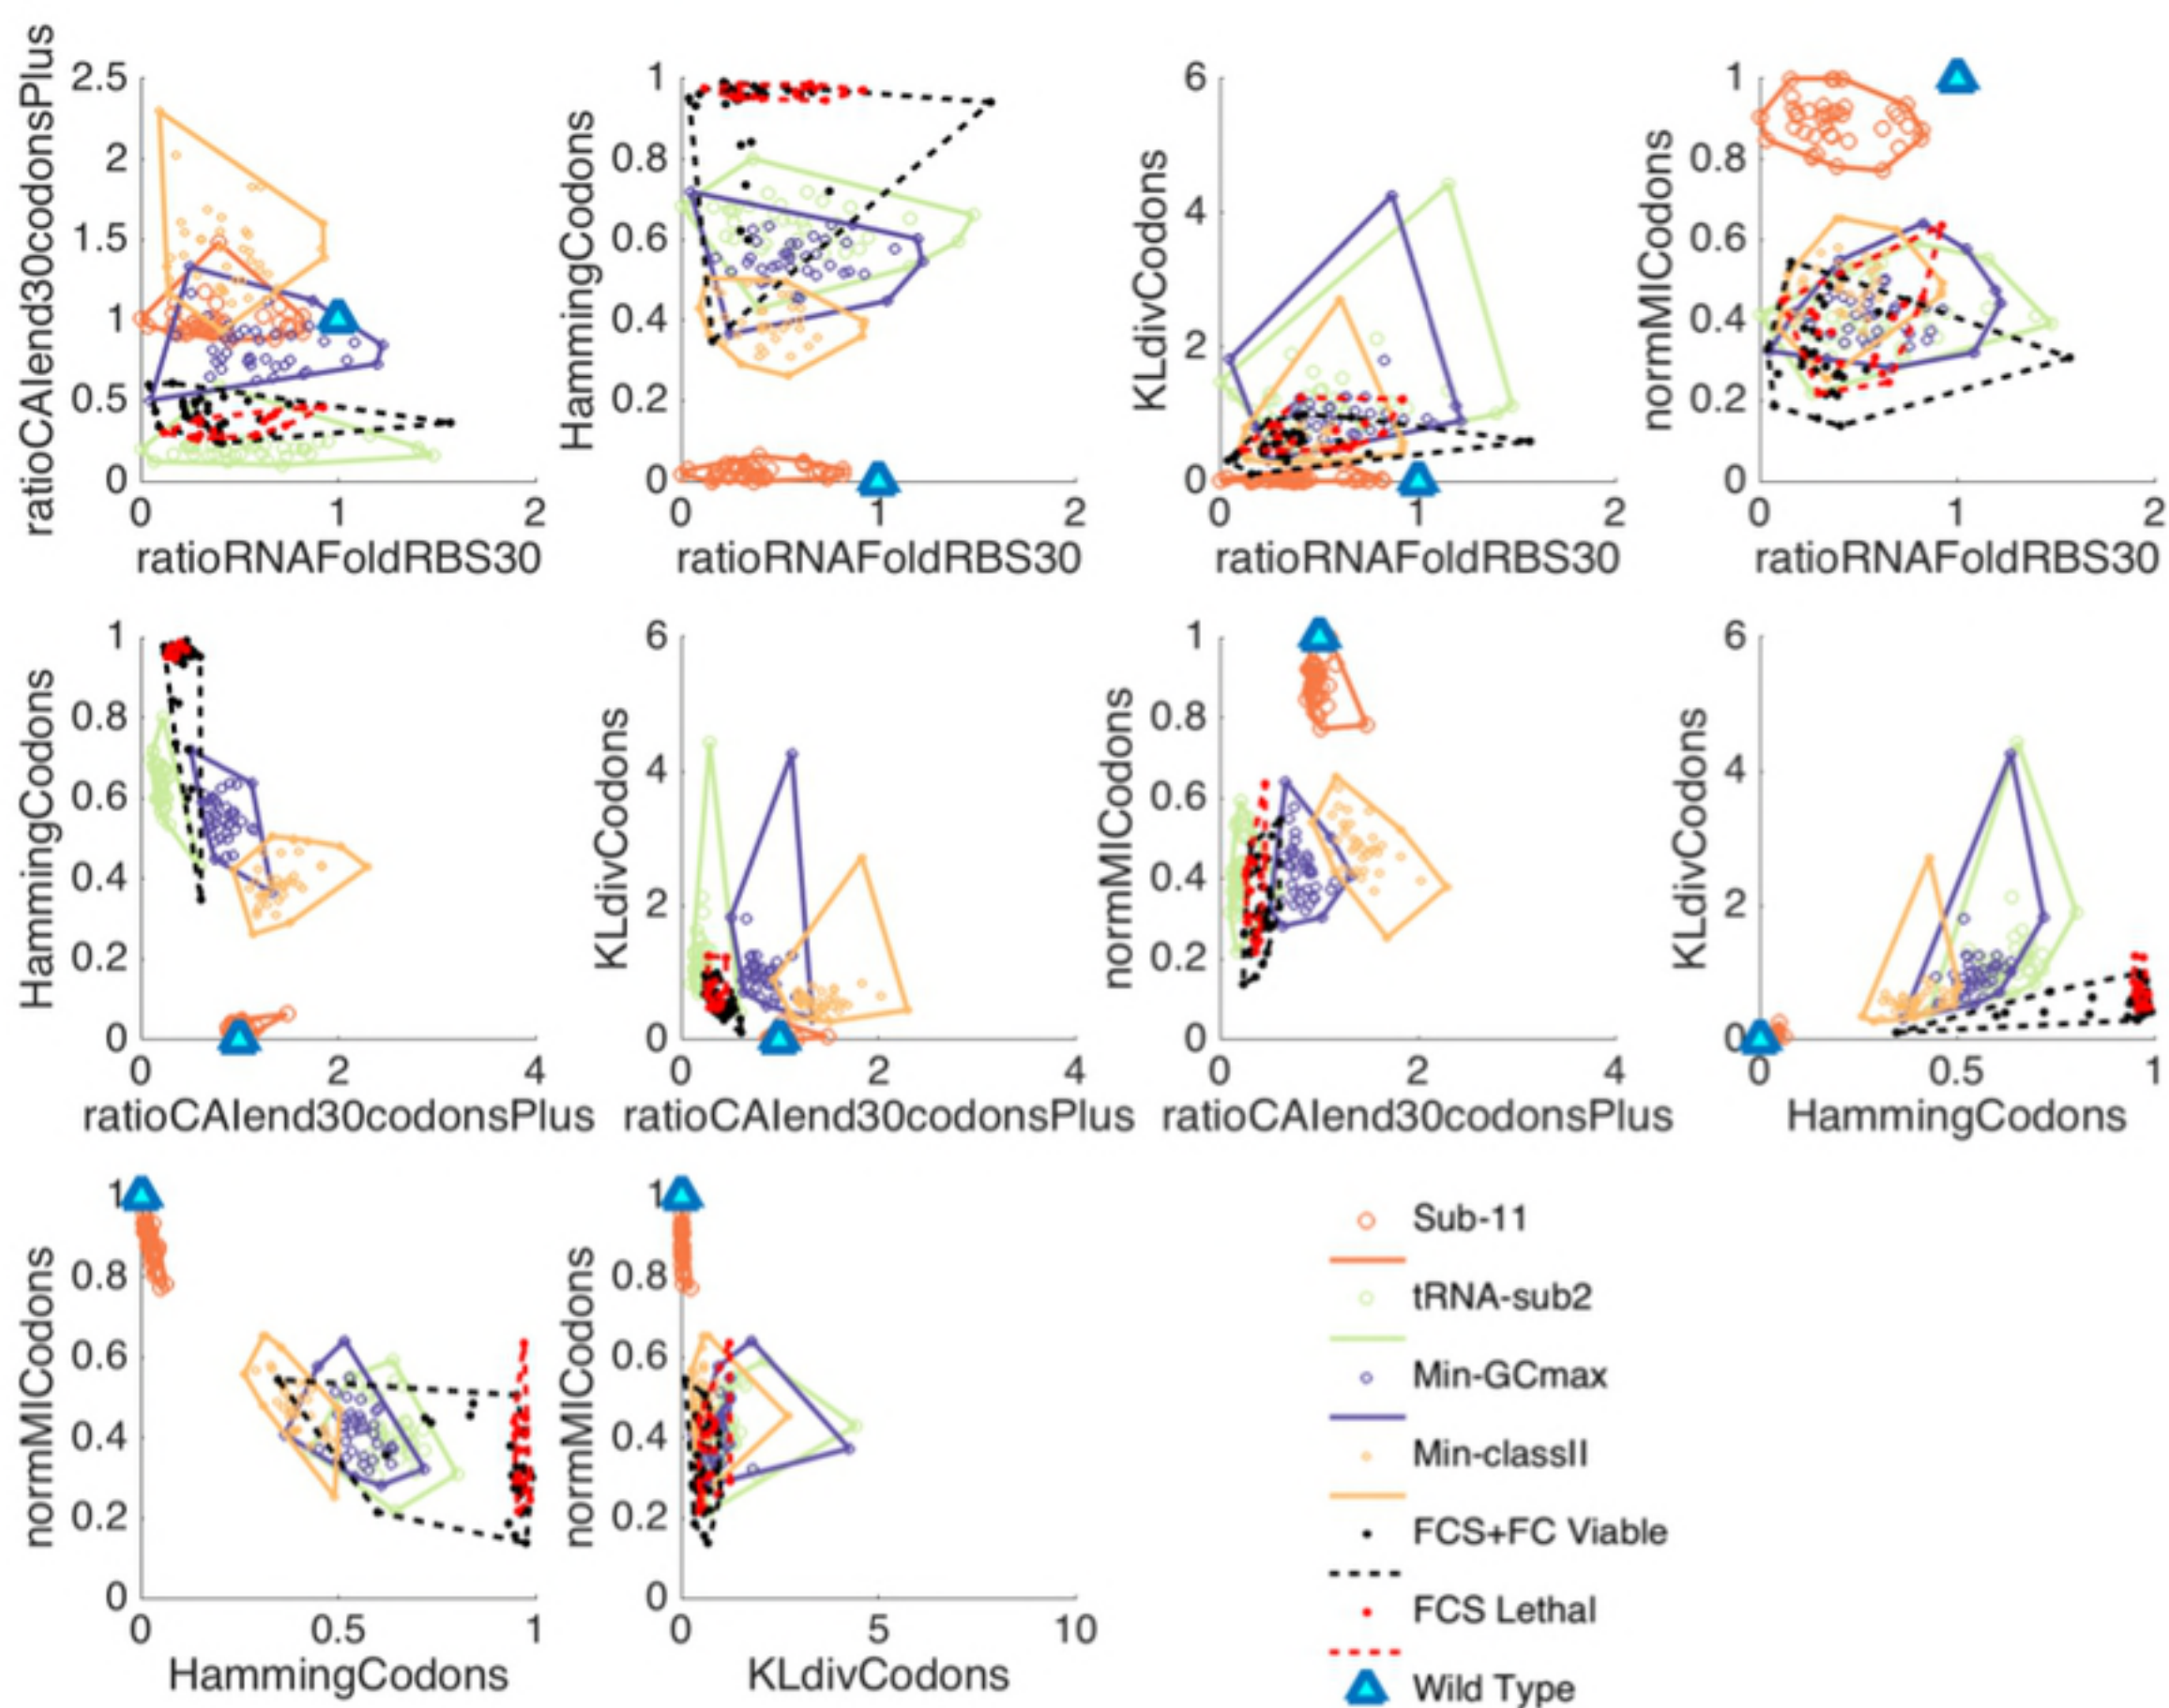 ratioCAIend30codonsPlus
2.5
2
1.5
1
0.5
0
0 1 2
ratioRNAFoldRBS30
HammingCodons
1
0.8
0.6
0.4
0.2
0
0 1 2
ratioRNAFoldRBS30
KLdivCodons
6
4
2
0
0 1 2
ratioRNAFoldRBS30
normMICodons
1
0.8
0.6
0.4
0.2
0
0 1 2
ratioRNAFoldRBS30
HammingCodons
1
0.8
0.6
0.4
0.2
0
0 2 4
ratioCAIend30codonsPlus
KLdivCodons
6
4
2
0
0 2 4
ratioCAIend30codonsPlus
normMICodons
1
0.8
0.6
0.4
0.2
0
0 2 4
ratioCAIend30codonsPlus
KLdivCodons
6
4
2
0
0 0.5 1
HammingCodons
normMICodons
1
0.8
0.6
0.4
0.2
0
0 0.5 1
HammingCodons
normMICodons
1
0.8
0.6
0.4
0.2
0
0 5 10
KLdivCodons
Sub-11
tRNA-sub2
Min-GCmax
Min-classII
FCS+FC Viable
FCS Lethal
Wild Type